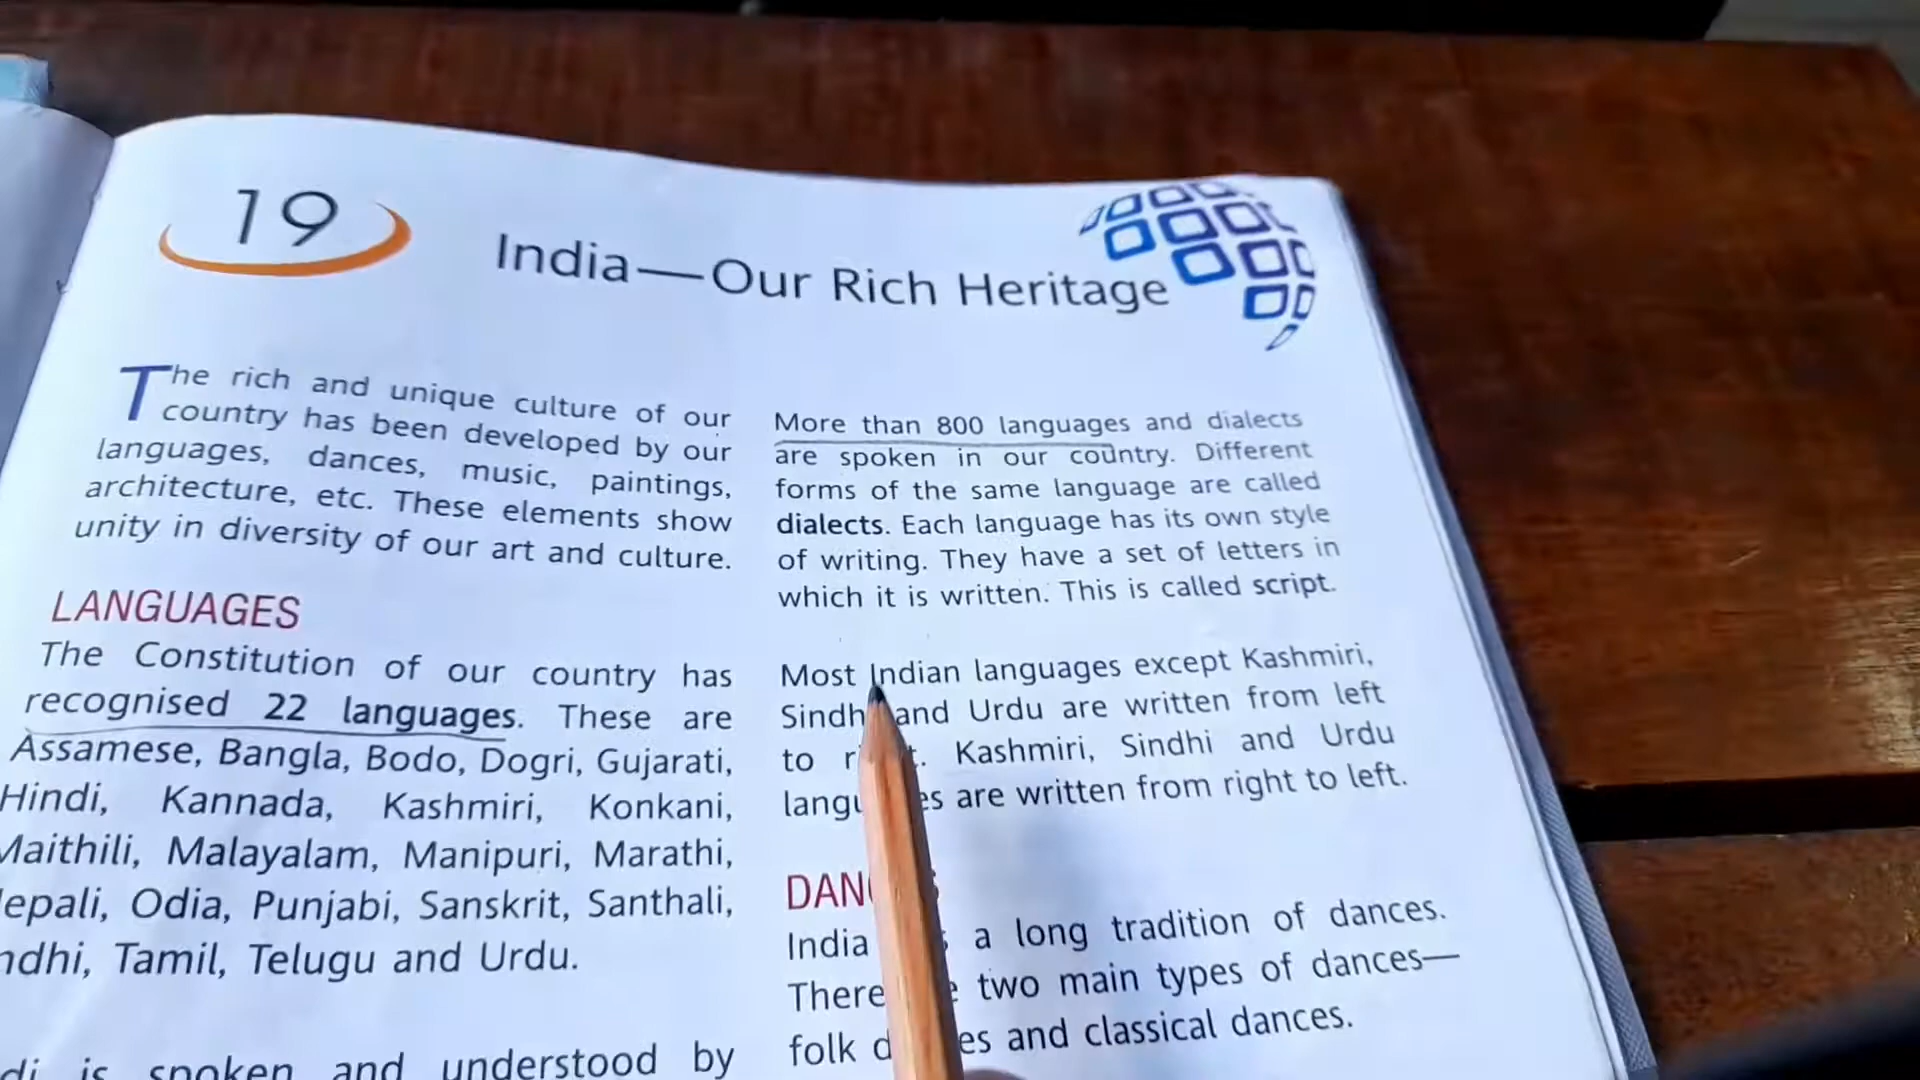 19
India—Our Rich Heritage
The rich and unique culture of our
country has been developed by our
languages, dances, music, paintings,
architecture, etc. These elements show
unity in diversity of our art and culture.
LANGUAGES
The Constitution of our country has
recognised 22 languages. These are
Assamese, Bangla, Bodo, Dogri, Gujarati,
Hindi, Kannada, Kashmiri, Konkani,
Maithili, Malayalam, Manipuri, Marathi,
Odia, Punjabi, Sanskrit, Santhali,
Tamil, Telugu and Urdu.
is spoken and understood by
More than 800 languages and dialects
are spoken in our country. Different
forms of the same language are called
dialects. Each language has its own style
of writing. They have a set of letters in
which it is written. This is called script.
Most Indian languages except Kashmiri,
Sindhi and Urdu are written from left
to Kashmiri, Sindhi and Urdu
are written from right to left.
India a long tradition of dances.
There two main types of dances—
folk and classical dances.